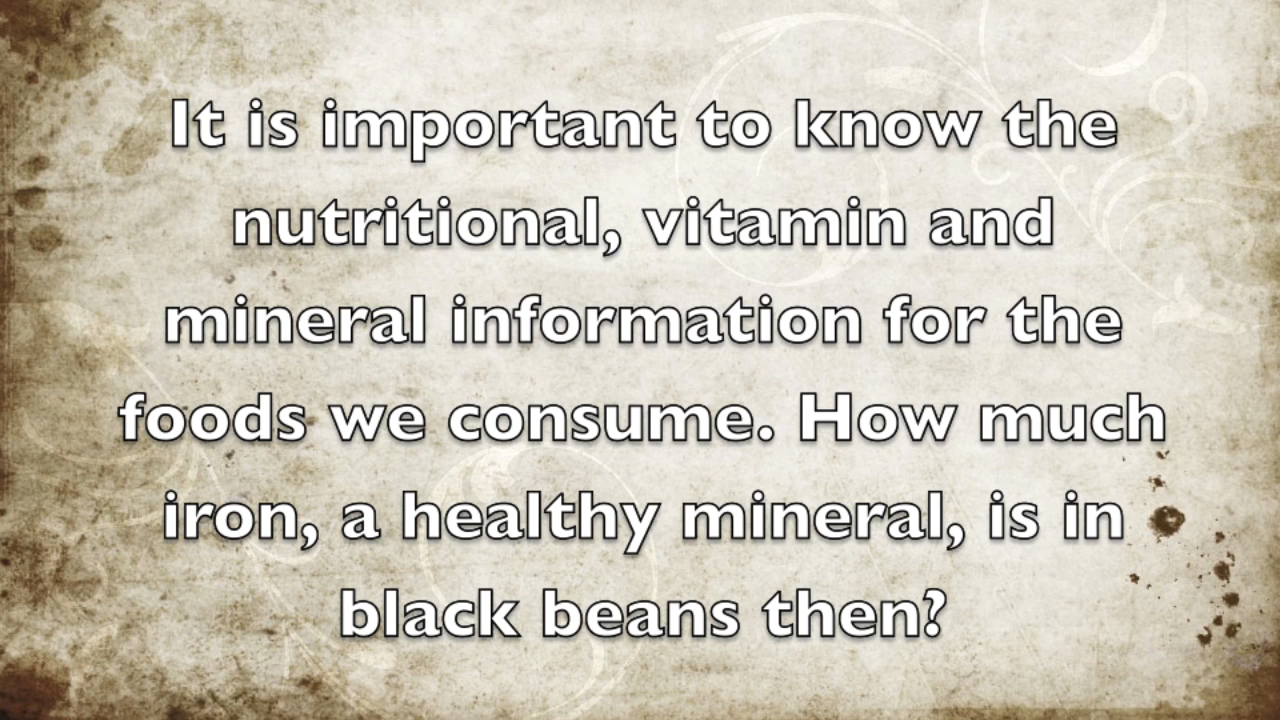 It is important to know the
nutritional, vitamin and
mineral information for the
foods we consume. How much
iron, a healthy mineral, is in
black beans then?